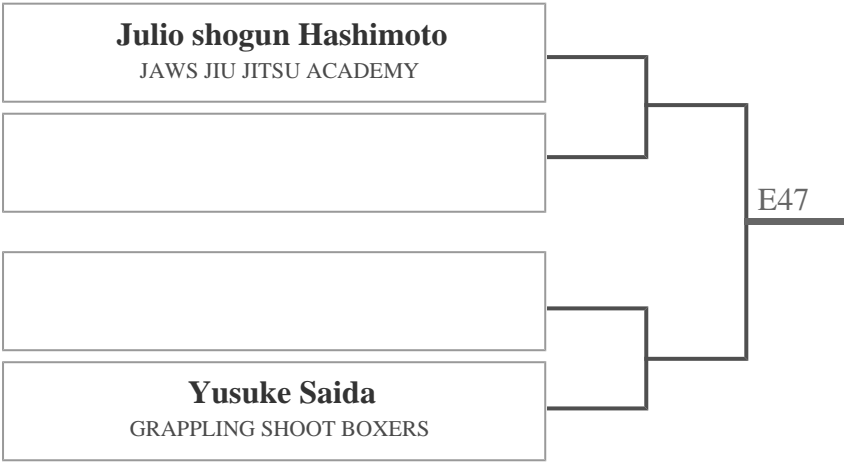 Julio shogun Hashimoto
JAWS JIU JITSU ACADEMY
E47
Yusuke Saida
GRAPPLING SHOOT BOXERS